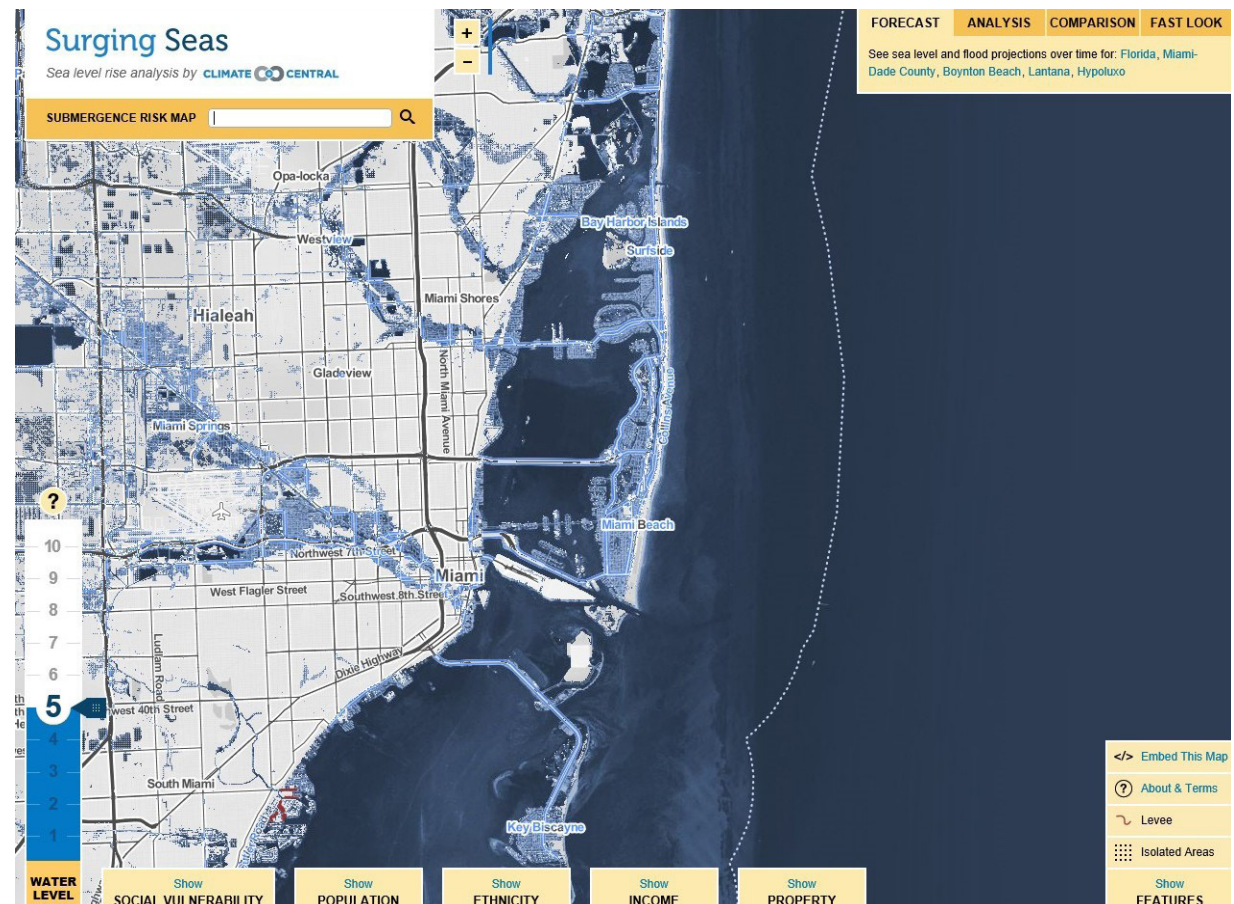 Surging Seas
Sea level rise analysis by CLIMATE CENTRAL
SUBMERGENCE RISK MAP
+
−
FORECAST ANALYSIS COMPARISON FAST LOOK
See sea level and flood projections over time for: Florida, Miami-
Dade County, Boynton Beach, Lantana, Hypoluxo
Opa-locka
Bay Harbor Islands
Westview
Surfside
Miami Shores
Hialeah
North Miami Avenue
Gladeview
Collins Avenue
Miami Springs
?
Miami Beach
10
Northwest 7th Street
9
Miami
West Flagler Street
Southwest 8th Street
8
7
Ludlam Road
Dixie Highway
6
5
west 40th Street
4
3
South Miami
2
1
Key Biscayne
</> Embed This Map
? About & Terms
Levee
Isolated Areas
WATER
LEVEL
Show
SOCIAL VULNERABILITY
Show
POPULATION
Show
ETHNICITY
Show
INCOME
Show
PROPERTY
Show
FEATURES